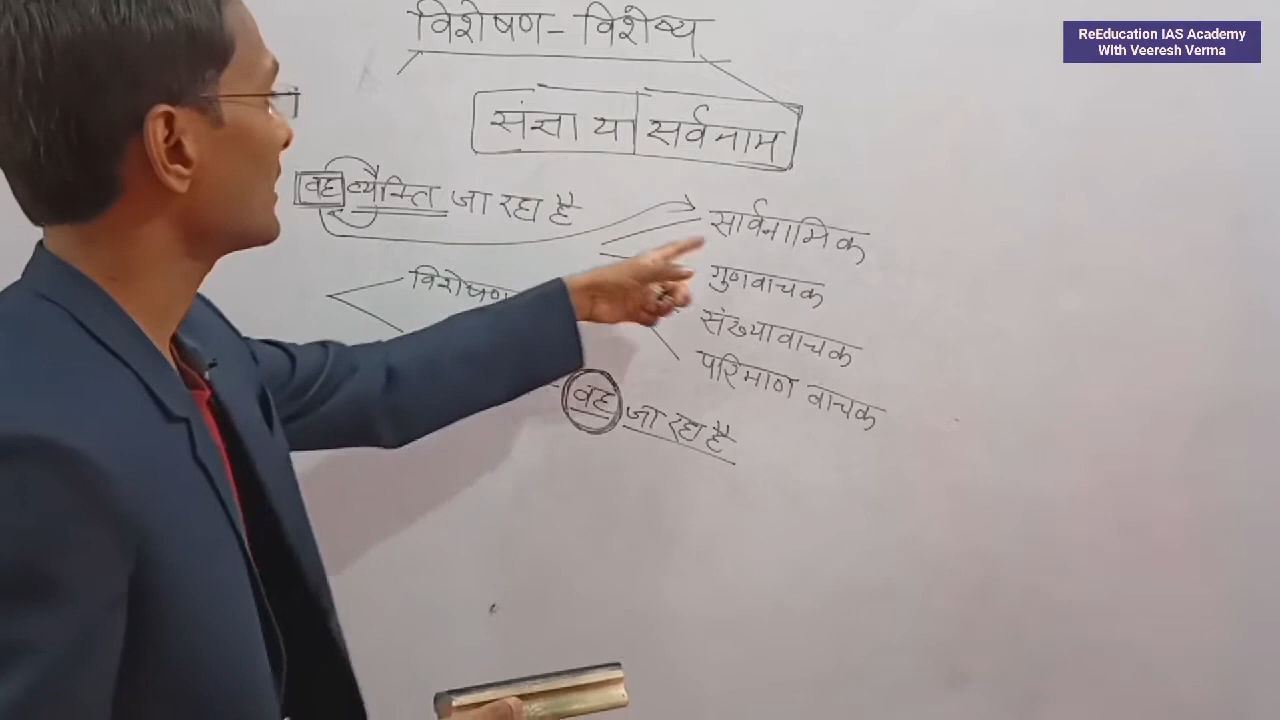 विशेषण - विशेष्य
ReEducation IAS Academy
With Veeresh Verma
संज्ञा या सर्वनाम
वह व्यक्ति जा रहा है
सार्वनामिक
विशेषण
गुणवाचक
संख्यावाचक
परिमाण वाचक
वह जा रहा है